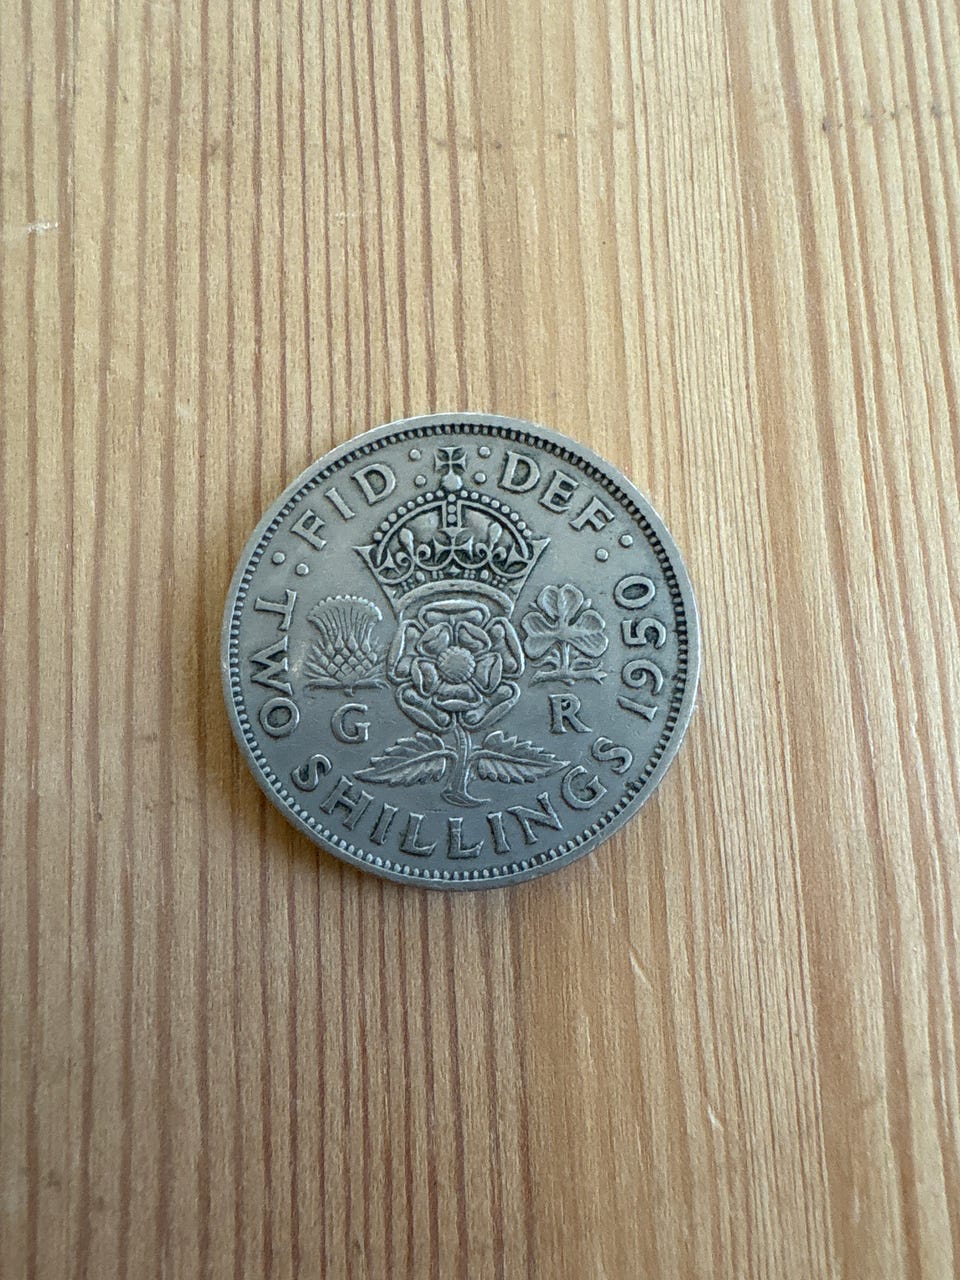 FID DEF
TWO SHILLINGS 1950
G R